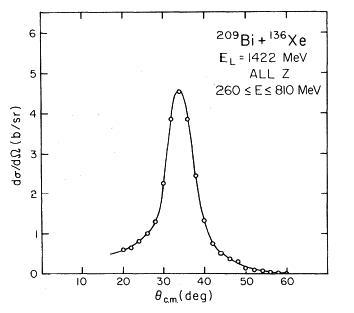 ²⁰⁹Bi + ¹³⁶Xe
E_L = 1422 MeV
ALL Z
260 ≤ E ≤ 810 MeV
dσ/dΩ (b/sr)
6
5
4
3
2
1
0
10 20 30 40 50 60 70
θ_c.m. (deg)